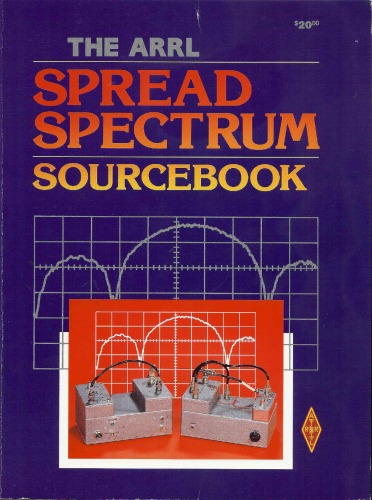 $20.00
THE ARRL
SPREAD
SPECTRUM
SOURCEBOOK
A
R R
L